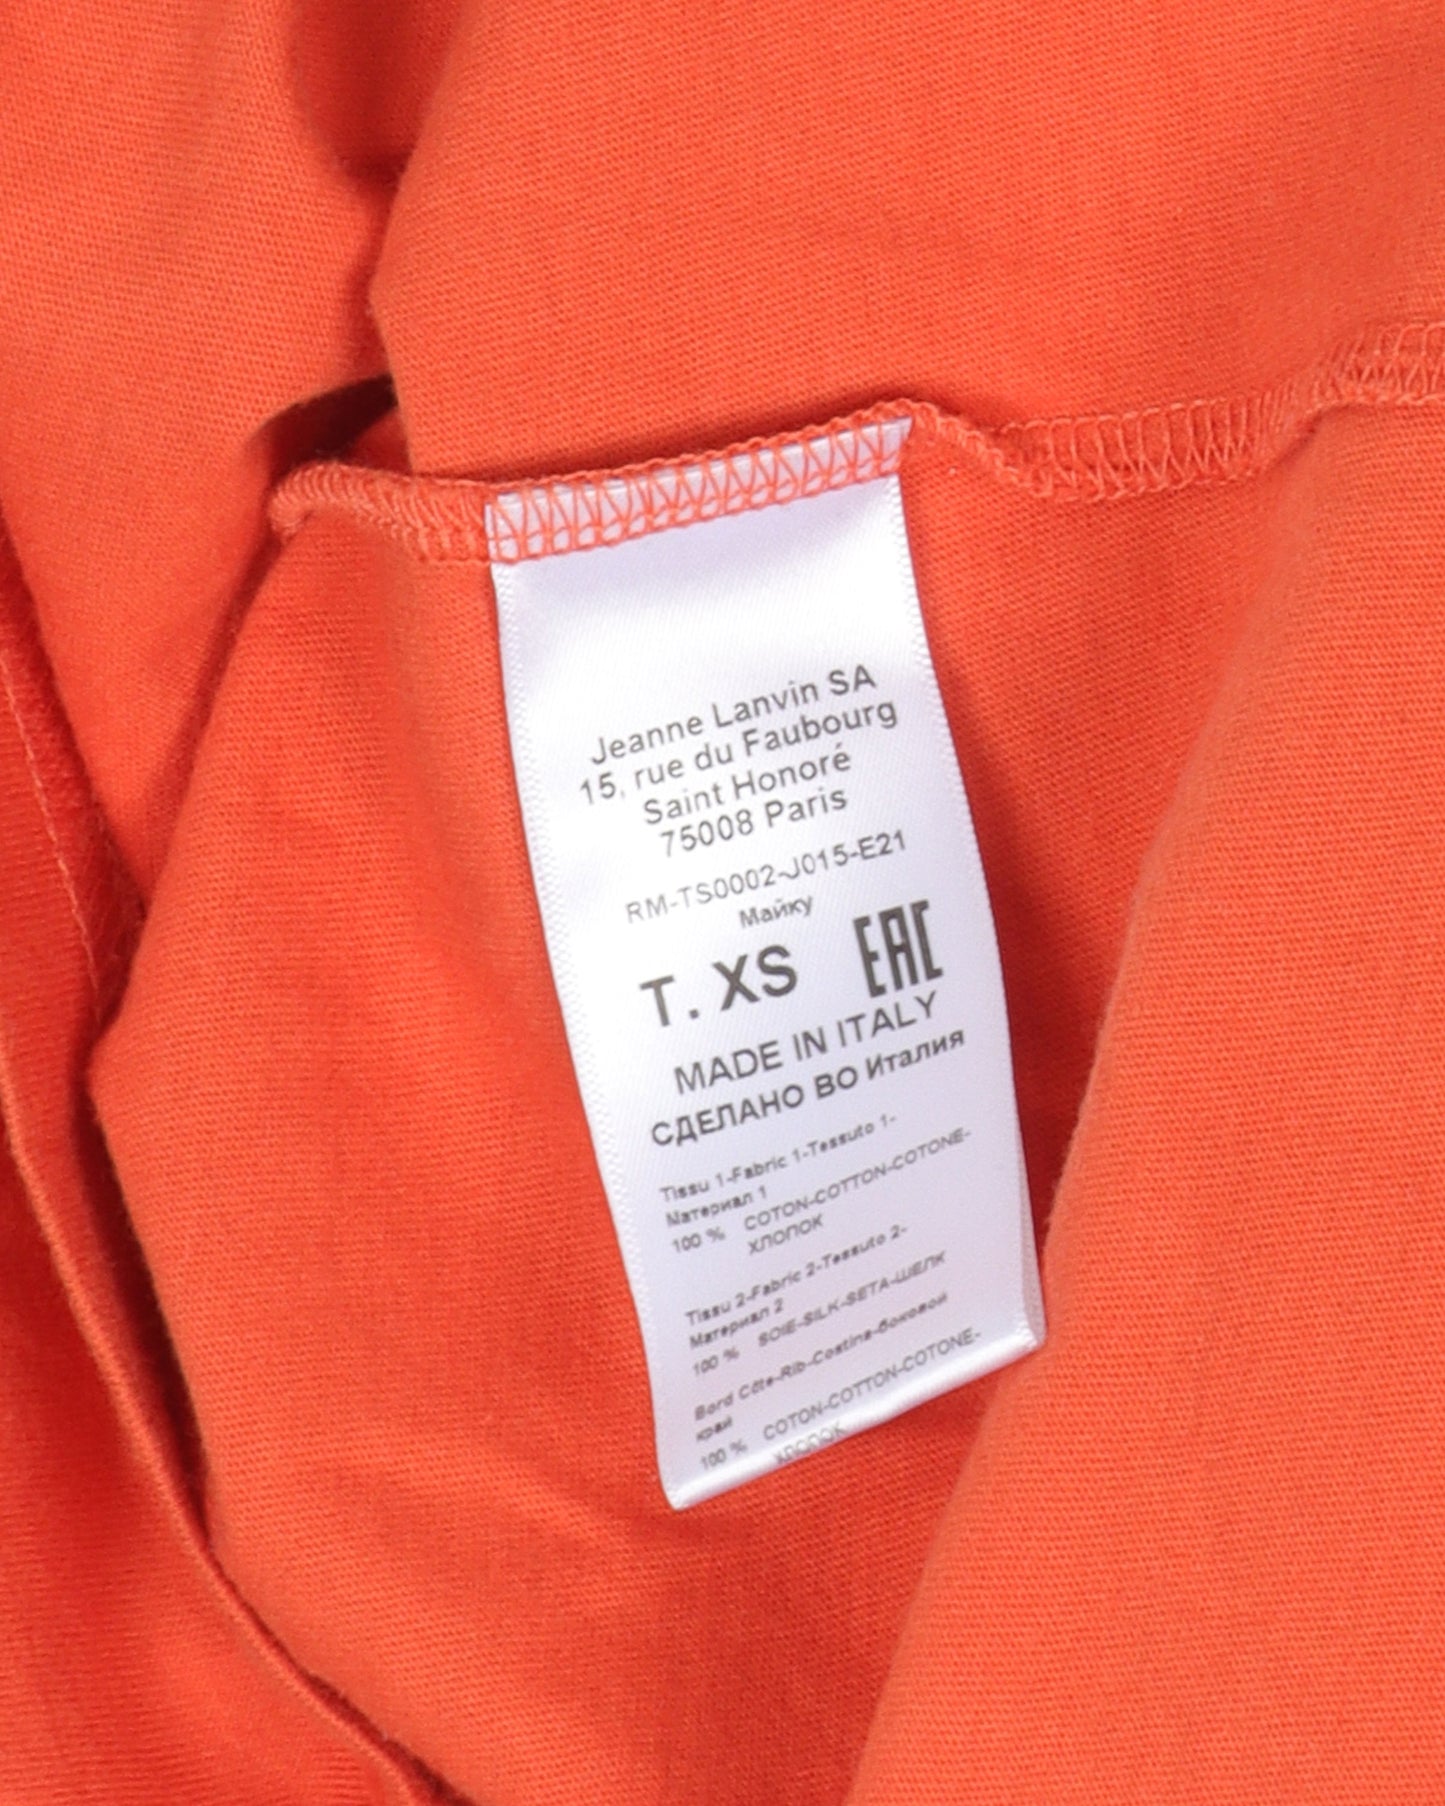 Jeanne Lanvin SA
15, rue du Faubourg
Saint Honoré
75008 Paris
RM-TS0002-J015-E21
Майку
T. XS EAC
MADE IN ITALY
СДЕЛАНО ВО Италия
Tissu 1-Fabric 1-Tessuto 1-
Материал 1
100 % COTON-COTTON-COTONE-
ХЛОПОК
Tissu 2-Fabric 2-Tessuto 2-
Материал 2
100 % SOIE-SILK-SETA-ШЕЛК
Bord Côte-Rib-Costina-боковой
край
100 % COTON-COTTON-COTONE-
ХЛОПОК